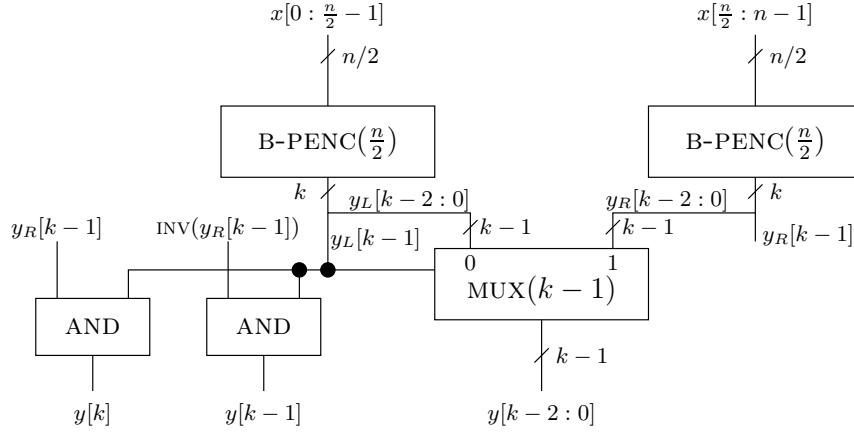 x[0 : n/2 − 1] x[n/2 : n − 1]
n/2 n/2
B-PENC(n/2) B-PENC(n/2)
k k
y_L[k − 2 : 0] y_R[k − 2 : 0]
y_R[k − 1] INV(y_R[k − 1]) y_L[k − 1] k − 1 k − 1 y_R[k − 1]
0 1
AND AND MUX(k − 1)
k − 1
y[k] y[k − 1] y[k − 2 : 0]